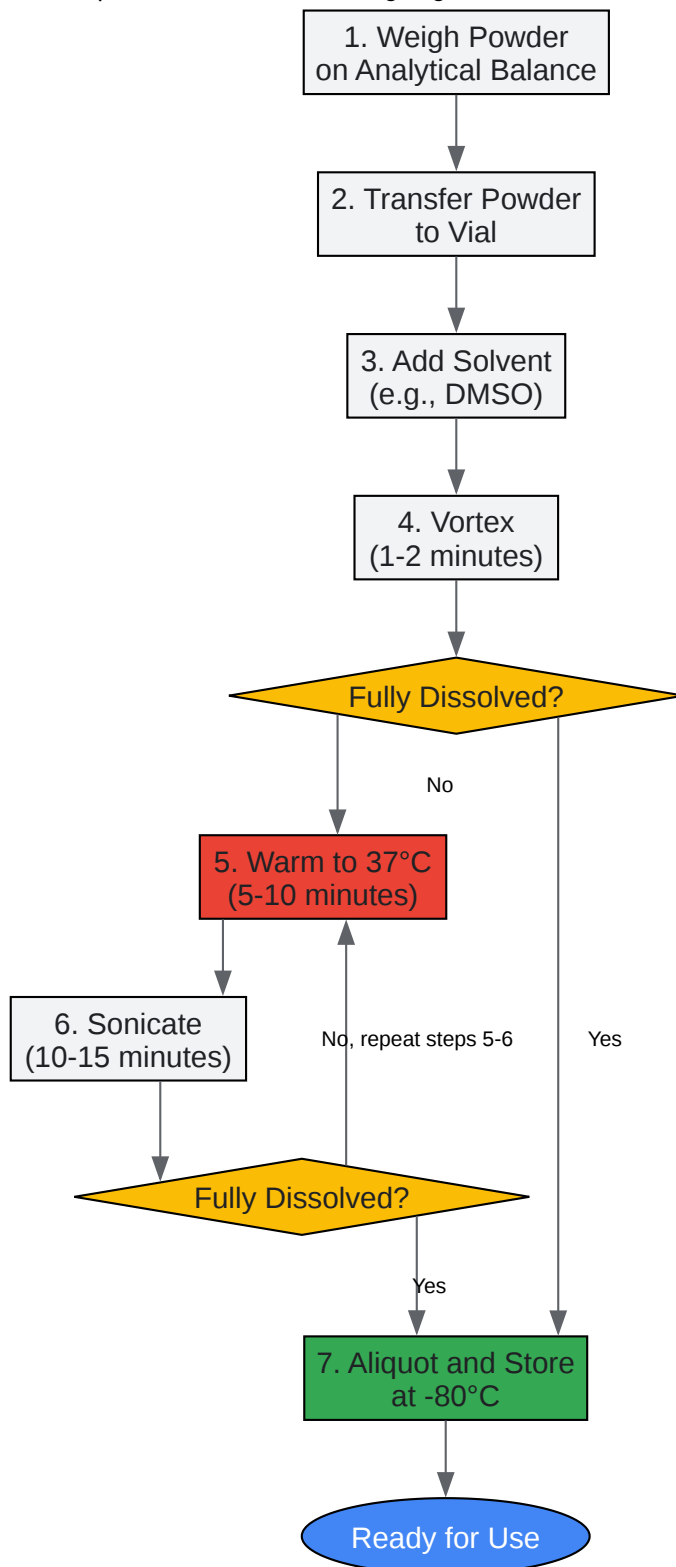 1. Weigh Powder
on Analytical Balance
2. Transfer Powder
to Vial
3. Add Solvent
(e.g., DMSO)
4. Vortex
(1-2 minutes)
Fully Dissolved?
No
5. Warm to 37°C
(5-10 minutes)
6. Sonicate
(10-15 minutes)
No, repeat steps 5-6
Yes
Fully Dissolved?
Yes
7. Aliquot and Store
at -80°C
Ready for Use